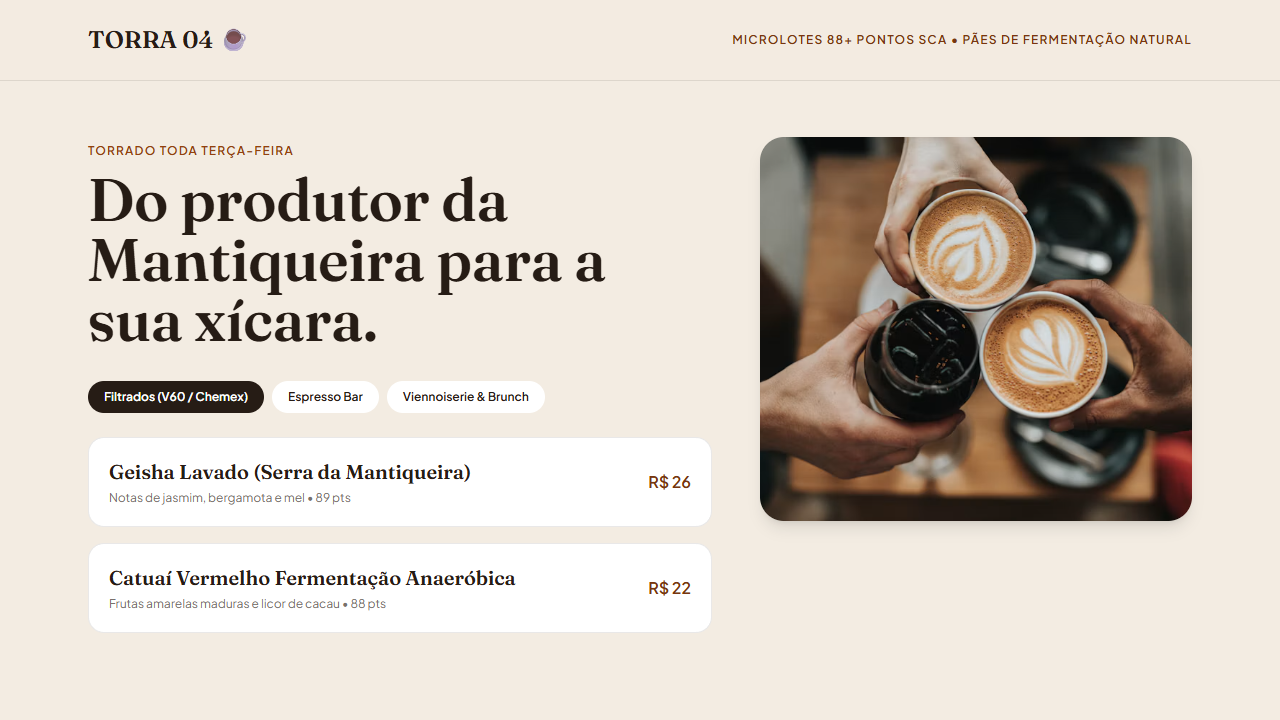 TORRA 04
MICROLOTES 88+ PONTOS SCA • PÃES DE FERMENTAÇÃO NATURAL
TORRADO TODA TERÇA-FEIRA
Do produtor da
Mantiqueira para a
sua xícara.
Filtrados (V60 / Chemex)
Espresso Bar
Viennoiserie & Brunch
Geisha Lavado (Serra da Mantiqueira)
Notas de jasmim, bergamota e mel • 89 pts
R$ 26
Catuaí Vermelho Fermentação Anaeróbica
Frutas amarelas maduras e licor de cacau • 88 pts
R$ 22